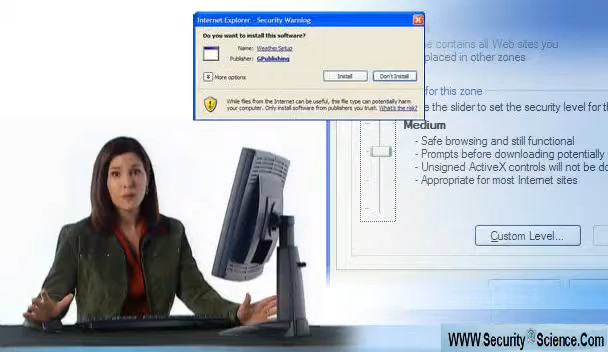 Internet Explorer - Security Warning
Do you want to install this software?
Name: Weather Setup
Publisher: GPublishing
More options
Install
Don't Install
While files from the Internet can be useful, this file type can potentially harm
your computer. Only install software from publishers you trust. What's the risk?
contains all Web sites you
placed in other zones
for this zone
the slider to set the security level for
Medium
- Safe browsing and still functional
- Prompts before downloading potentially
- Unsigned ActiveX controls will not be
- Appropriate for most Internet sites
Custom Level...
WWW Security Science.Com